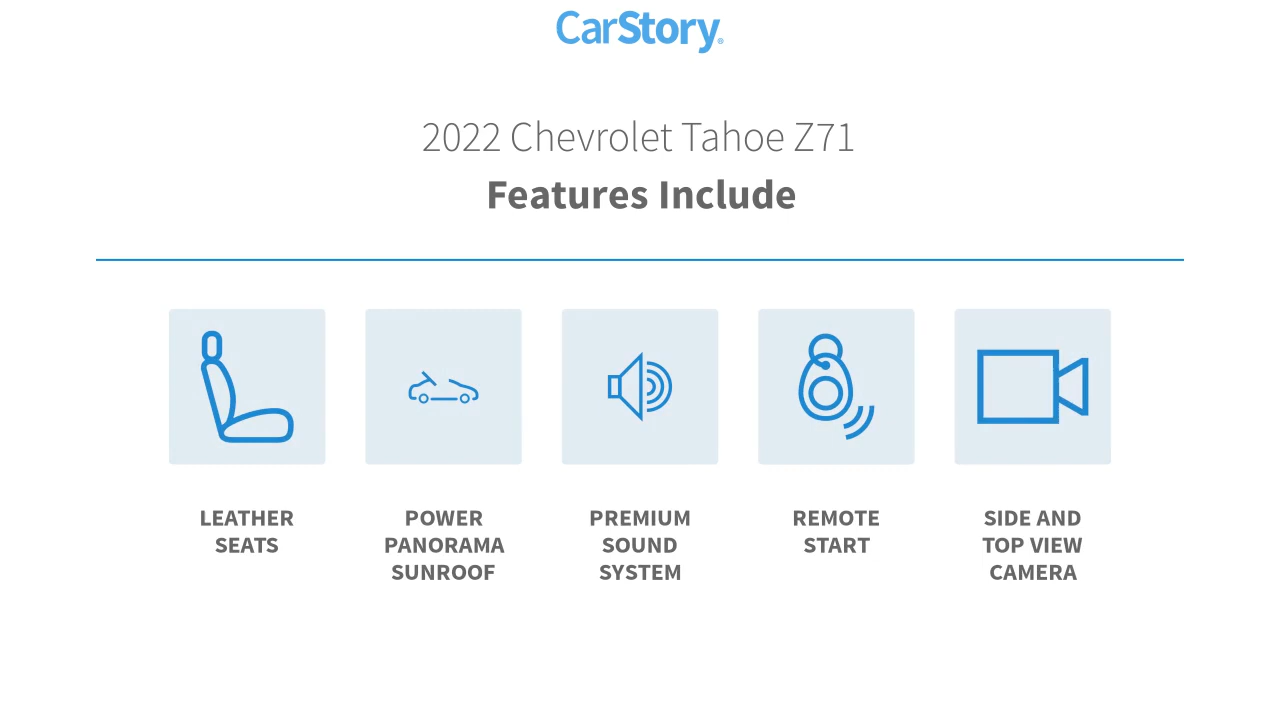 CarStory®
2022 Chevrolet Tahoe Z71
Features Include
LEATHER
SEATS
POWER
PANORAMA
SUNROOF
PREMIUM
SOUND
SYSTEM
REMOTE
START
SIDE AND
TOP VIEW
CAMERA